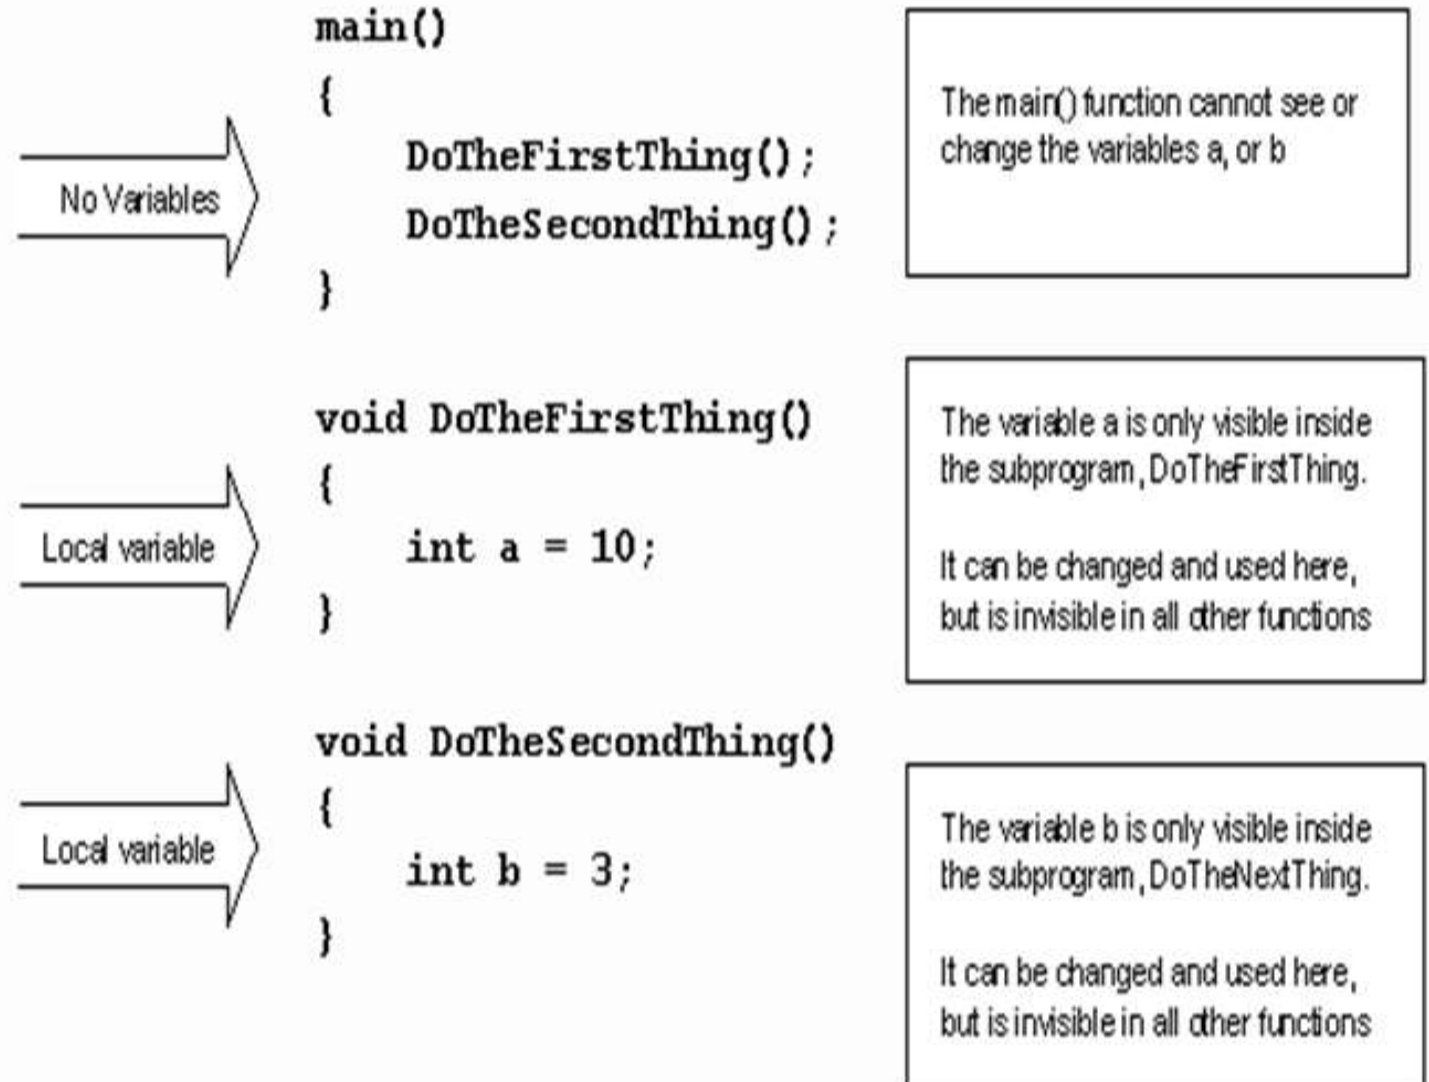 main()
{
DoTheFirstThing();
DoTheSecondThing();
}
No Variables
The main() function cannot see or
change the variables a, or b
void DoTheFirstThing()
{
int a = 10;
}
Local variable
The variable a is only visible inside
the subprogram, DoTheFirstThing.
It can be changed and used here,
but is invisible in all other functions
void DoTheSecondThing()
{
int b = 3;
}
Local variable
The variable b is only visible inside
the subprogram, DoTheNextThing.
It can be changed and used here,
but is invisible in all other functions